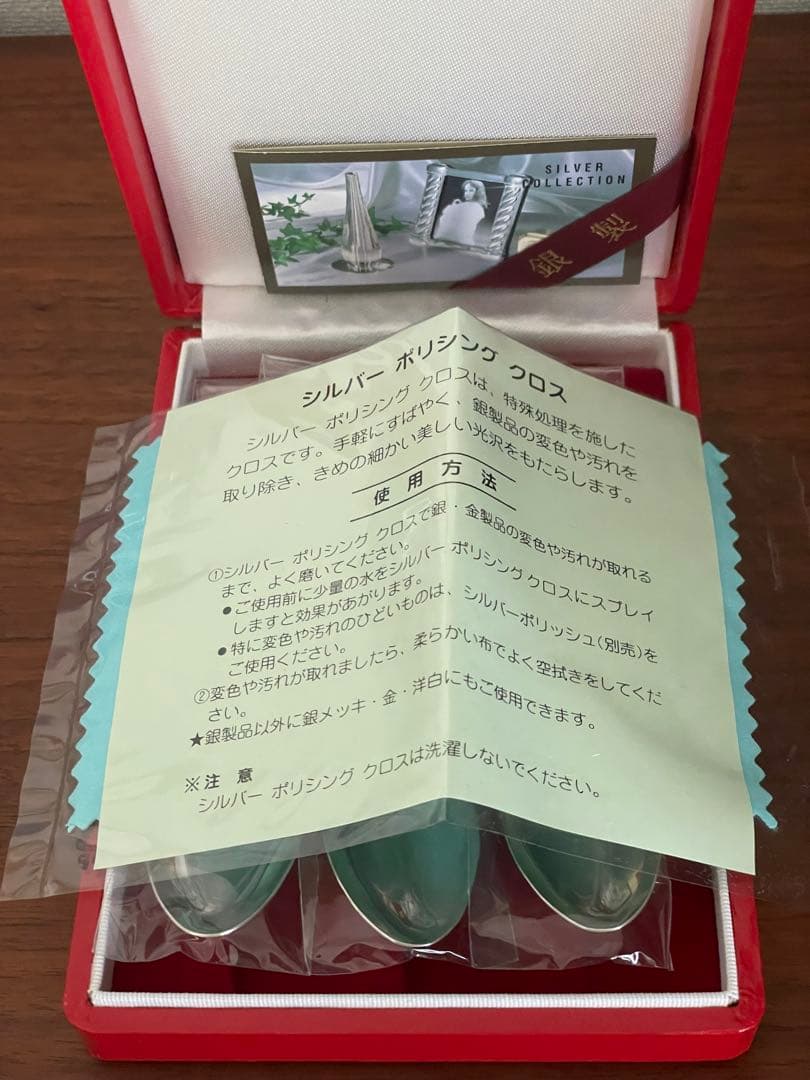 SILVER
COLLECTION
銀製
シルバー ポリシング クロス
シルバー ポリシング クロスは、特殊処理を施した
クロスです。手軽にすばやく、銀製品の変色や汚れを
取り除き、きめの細かい美しい光沢をもたらします。
使用方法
①シルバー ポリシング クロスで銀・金製品の変色や汚れが取れる
まで、よく磨いてください。
●ご使用前に少量の水をシルバー ポリシングクロスにスプレイ
しますと効果があがります。
●特に変色や汚れのひどいものは、シルバーポリッシュ(別売)を
ご使用ください。
②変色や汚れが取れましたら、柔らかい布でよく空拭きをしてくだ
さい。
★銀製品以外に銀メッキ・金・洋白にもご使用できます。
※注 意
シルバー ポリシング クロスは洗濯しないでください。